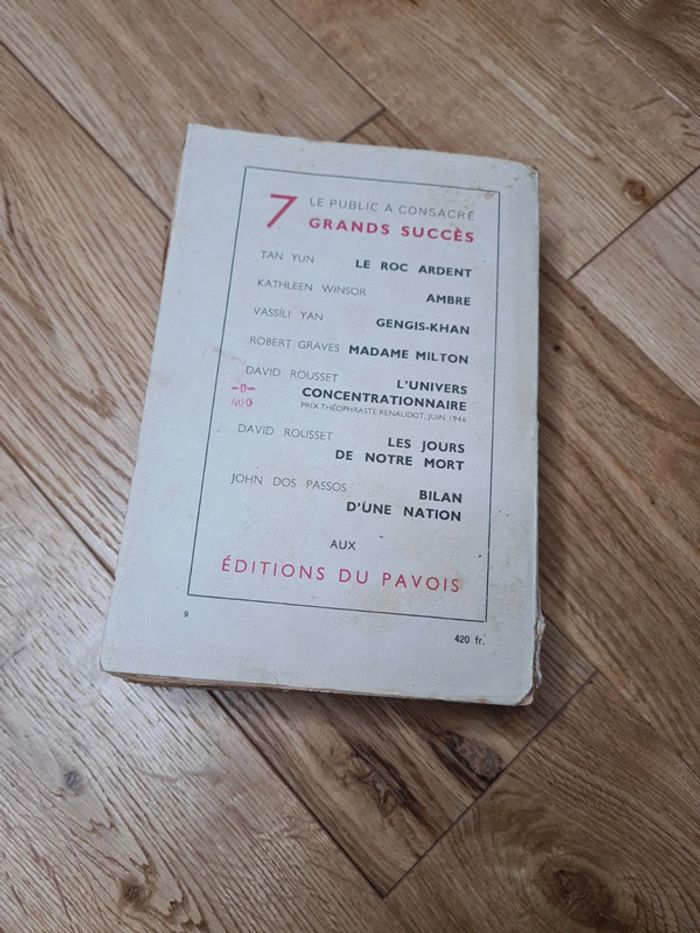 LE PUBLIC A CONSACRÉ
7 GRANDS SUCCÈS
TAN YUN LE ROC ARDENT
KATHLEEN WINSOR AMBRE
VASSÍLI YAN GENGIS-KHAN
ROBERT GRAVES MADAME MILTON
DAVID ROUSSET L'UNIVERS
CONCENTRATIONNAIRE
PRIX THÉOPHRASTE RENAUDOT, JUIN 1946
-0-
400
DAVID ROUSSET LES JOURS
DE NOTRE MORT
JOHN DOS PASSOS BILAN
D'UNE NATION
AUX
ÉDITIONS DU PAVOIS
9
420 fr.